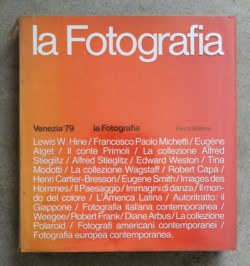 la Fotografia
Venezia '79 la Fotografia Electa Editrice
Lewis W. Hine / Francesco Paolo Michetti / Eugène
Atget / Il conte Primoli / La collezione Alfred
Stieglitz / Alfred Stieglitz / Edward Weston / Tina
Modotti / La collezione Wagstaff / Robert Capa /
Henri Cartier-Bresson / Eugene Smith / Images des
Hommes / Il Paesaggio / Immagini di danza / Il mon-
do del colore / L'America Latina / Autoritratto: il
Giappone / Fotografia italiana contemporanea /
Weegee / Robert Frank / Diane Arbus / La collezione
Polaroid / Fotografi americani contemporanei /
Fotografia europea contemporanea.